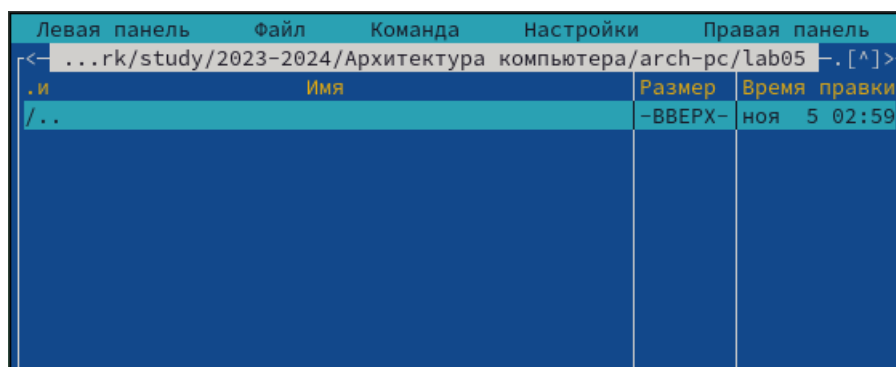 Левая панель Файл Команда Настройки Правая панель
<─ ...rk/study/2023-2024/Архитектура компьютера/arch-pc/lab05 ─.[^]>
.и Имя Размер Время правки
/.. -ВВЕРХ- ноя 5 02:59